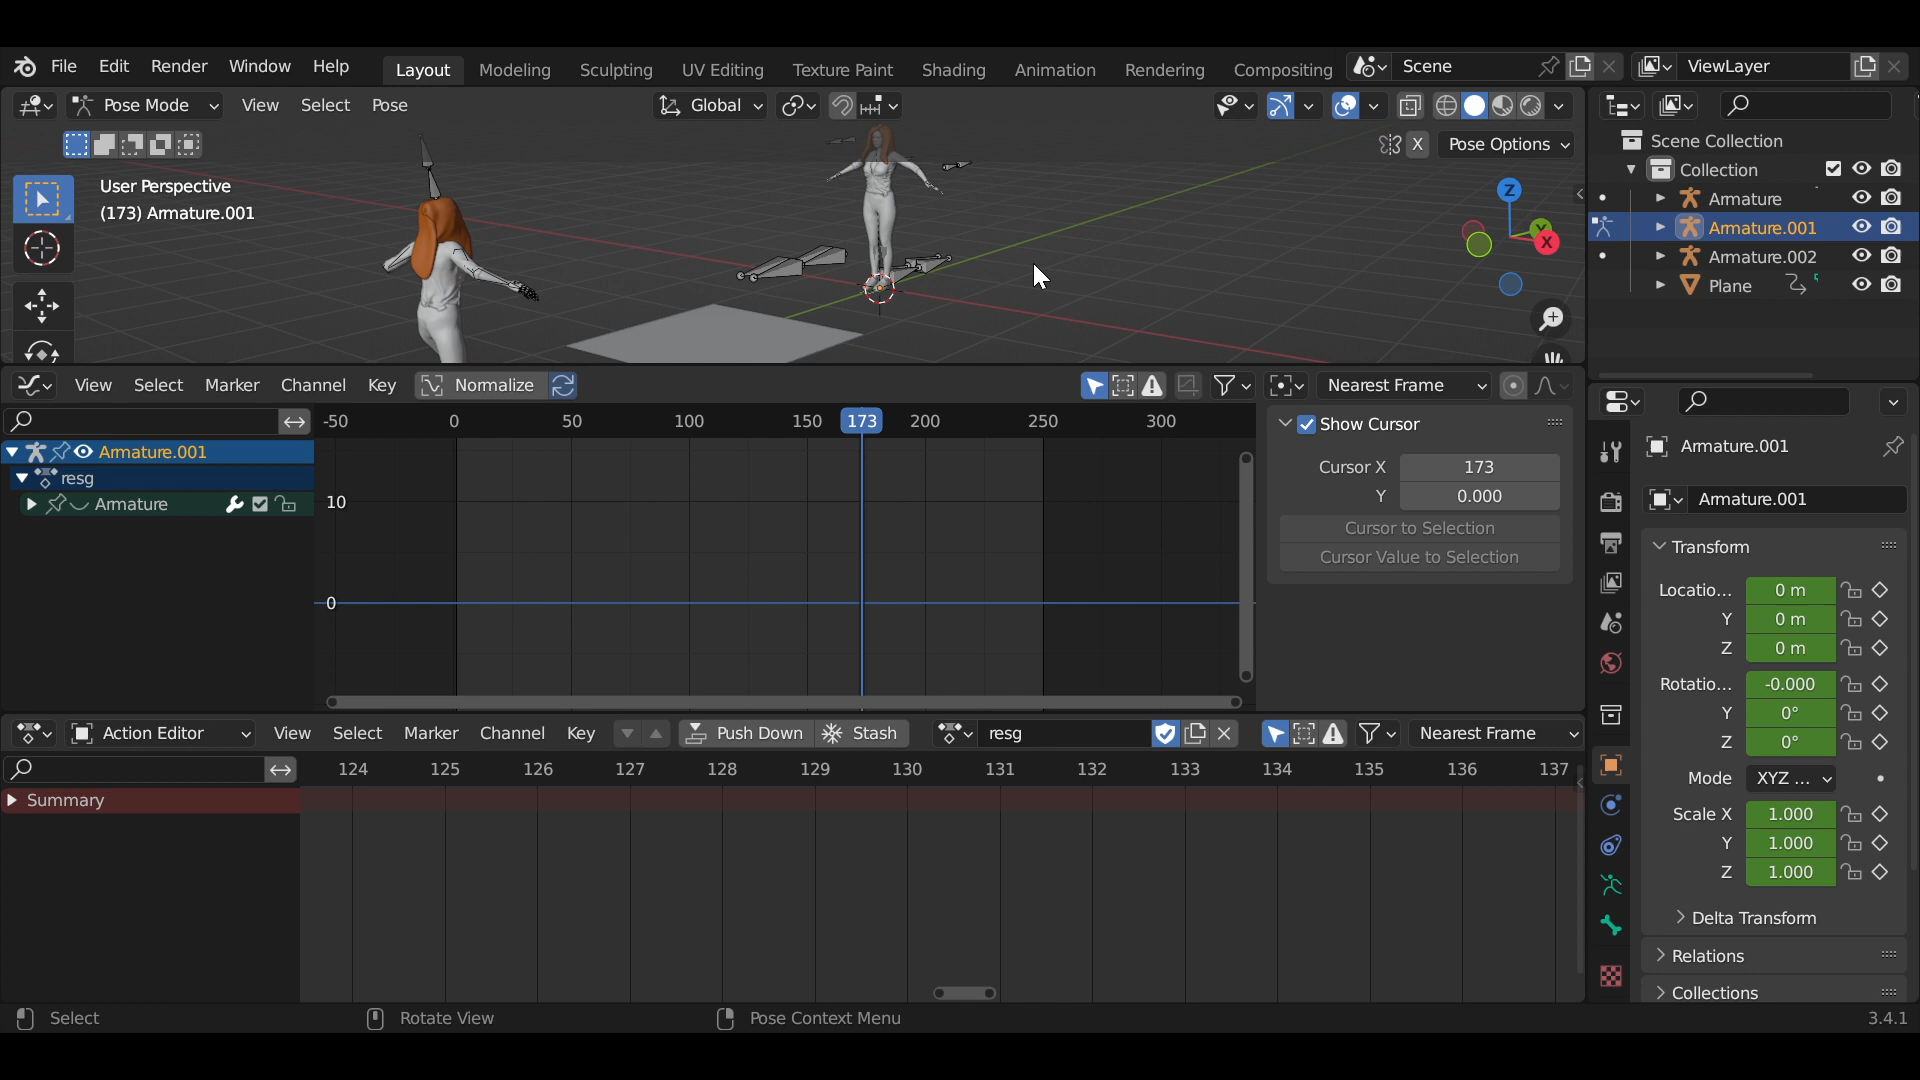 File Edit Render Window Help Layout Modeling Sculpting UV Editing Texture Paint Shading Animation Rendering Compositing Scene ViewLayer
Pose Mode View Select Pose Global
X Pose Options
User Perspective
(173) Armature.001
Z
Y
X
Scene Collection
Collection
Armature
Armature.001
Armature.002
Plane
View Select Marker Channel Key Normalize Nearest Frame
-50 0 50 100 150 173 200 250 300
Armature.001
resg
Armature
10
0
Show Cursor
Cursor X 173
Y 0.000
Cursor to Selection
Cursor Value to Selection
Action Editor View Select Marker Channel Key Push Down Stash resg Nearest Frame
124 125 126 127 128 129 130 131 132 133 134 135 136 137
Summary
Armature.001
Armature.001
Transform
Locatio... 0 m
Y 0 m
Z 0 m
Rotatio... -0.000
Y 0°
Z 0°
Mode XYZ ...
Scale X 1.000
Y 1.000
Z 1.000
Delta Transform
Relations
Collections
Select Rotate View Pose Context Menu 3.4.1